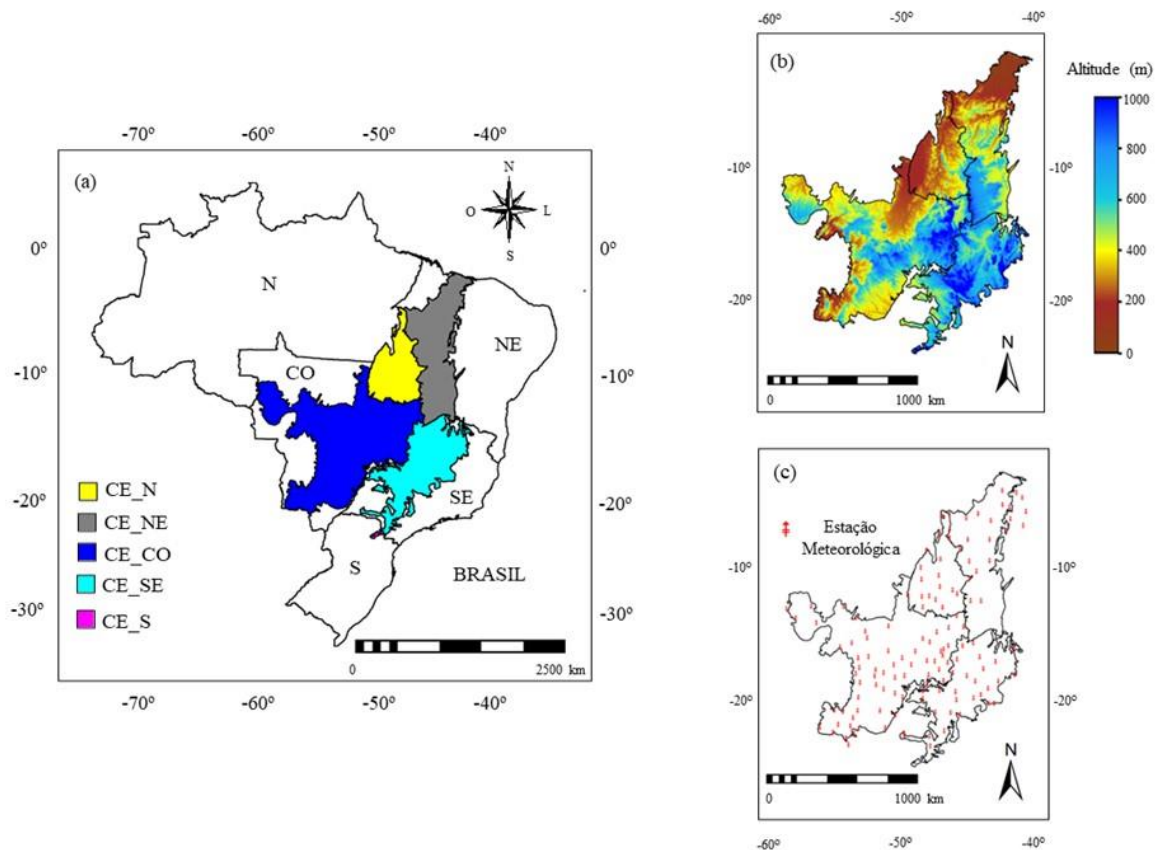 -70º -60º -50º -40º
(a)
N
O L
S
0º 0º
N
NE
-10º -10º
CO
-20º -20º
SE
CE_N
CE_NE
CE_CO
CE_SE
CE_S
S
BRASIL
-30º -30º
0 2500
km
-70º -60º -50º -40º
-60º -50º -40º
(b)
Altitude (m)
1000
800
600
400
200
0
-10º -10º
-20º -20º
N
0 1000
km
(c)
Estação
Meteorológica
-10º -10º
-20º -20º
N
0 1000
km
-60º -50º -40º